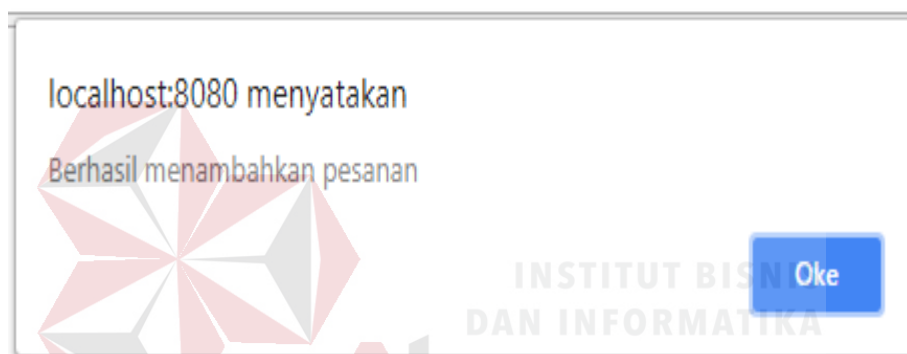 localhost:8080 menyatakan
Berhasil menambahkan pesanan
Oke
INSTITUT BISNIS
DAN INFORMATIKA